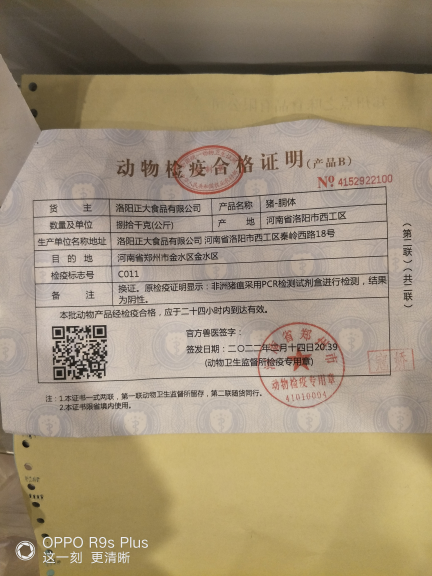 动物检疫合格证明(产品B)
№ 4152922100
货 主 洛阳正大食品有限公司 产品名称 猪-胴体
数量及单位 捌拾千克(公斤) 产 地 河南省洛阳市西工区
生产单位名称地址 洛阳正大食品有限公司 河南省洛阳市西工区秦岭西路18号
目 的 地 河南省郑州市金水区金水区
检疫标志号 C011
备 注 换证。原检疫证明显示:非洲猪瘟采用PCR检测试剂盒进行检测,结果
为阴性。
本批动物产品经检疫合格,应于二十四小时内到达有效。
官方兽医签字:
签发日期:二〇二二年 月十四日20:39
(动物卫生监督所检疫专用章)
动物检疫专用章
41010004
注:1.本证书一式两联,第一联动物卫生监督所留存,第二联随货同行。
2.本证书限省境内使用。
(第二联)(共二联)
OPPO R9s Plus
这一刻 更清晰